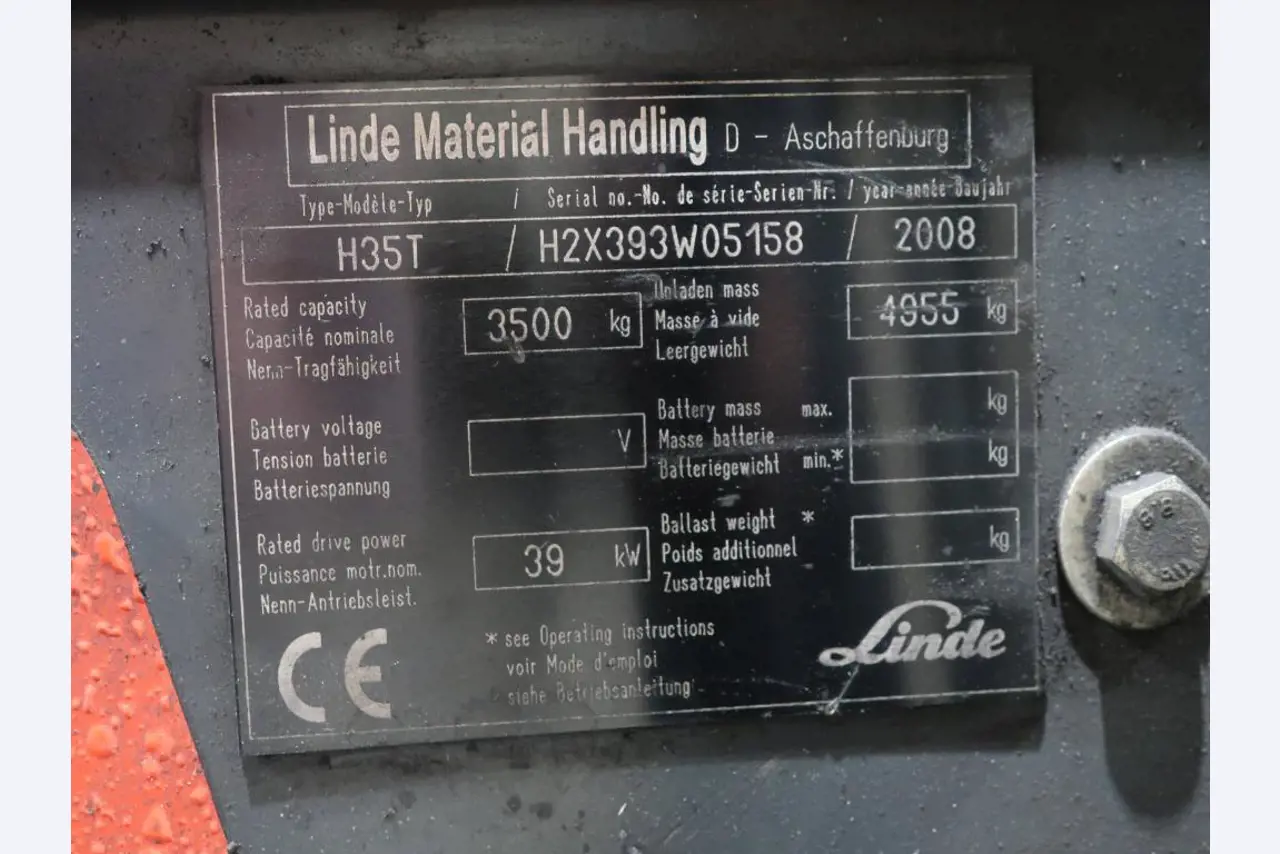 Linde Material Handling D - Aschaffenburg
Type-Modèle-Typ / Serial no.-No. de série-Serien-Nr. / year-année-Baujahr
H35T / H2X393W05158 / 2008
Rated capacity
Capacité nominale
Nenn-Tragfähigkeit
3500 kg
Unladen mass
Masse à vide
Leergewicht
4955 kg
Battery voltage
Tension batterie
Batteriespannung
V
Battery mass max.
Masse batterie
Batteriegewicht min.*
kg
kg
Rated drive power
Puissance motr.nom.
Nenn-Antriebsleist.
39 kW
Ballast weight *
Poids additionnel
Zusatzgewicht
kg
CE
* see Operating instructions
voir Mode d'emploi
siehe Betriebsanleitung
Linde
8.8